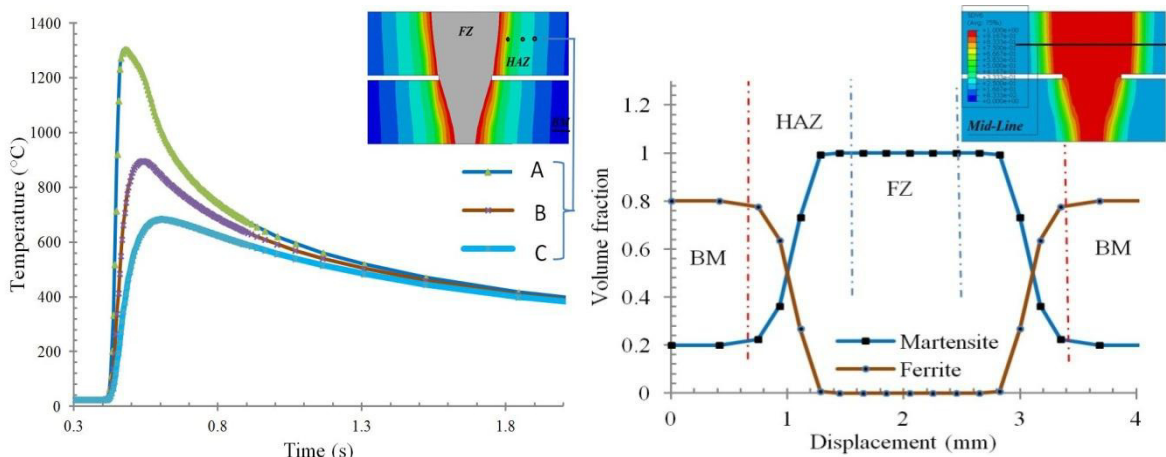 1400
1200
1000
800
600
400
200
0
Temperature (°C)
0.3
0.8
1.3
1.8
Time (s)
FZ
HAZ
BM
A
B
C
1.2
1
0.8
0.6
0.4
0.2
0
Volume fraction
HAZ
FZ
BM
BM
Martensite
Ferrite
0
1
2
3
4
Displacement (mm)
(Avg: 75%)
Mid-Line